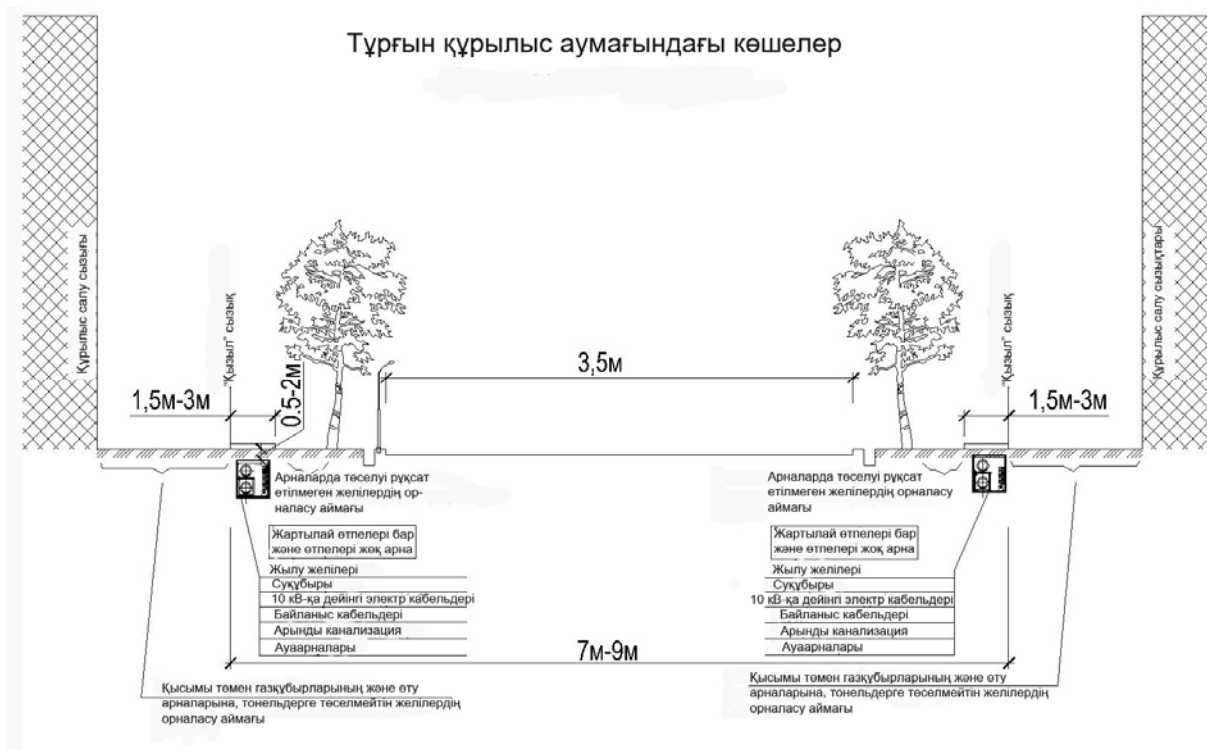 Тұрғын құрылыс аумағындағы көшелер
Құрылыс салу сызығы
"Қызыл" сызық
"Қызыл" сызық
Құрылыс салу сызықтары
3,5м
1,5м-3м
0.5-2м
1,5м-3м
Арналарда төселуі рұқсат
етілмеген желілердің ор-
наласу аймағы
Жартылай өтпелері бар
және өтпелері жоқ арна
Жылу желілері
Суқұбыры
10 кВ-қа дейінгі электр кабельдері
Байланыс кабельдері
Арынды канализация
Ауаарналары
Арналарда төселуі рұқсат
етілмеген желілердің орналасу
аймағы
Жартылай өтпелері бар
және өтпелері жоқ арна
Жылу желілері
Суқұбыры
10 кВ-қа дейінгі электр кабельдері
Байланыс кабельдері
Арынды канализация
Ауаарналары
7м-9м
Қысымы төмен газқұбырларының және өту
арналарына, тонельдерге төселмейтін желілердің
орналасу аймағы
Қысымы төмен газқұбырларының және өту
арналарына, тонельдерге төселмейтін желілердің
орналасу аймағы